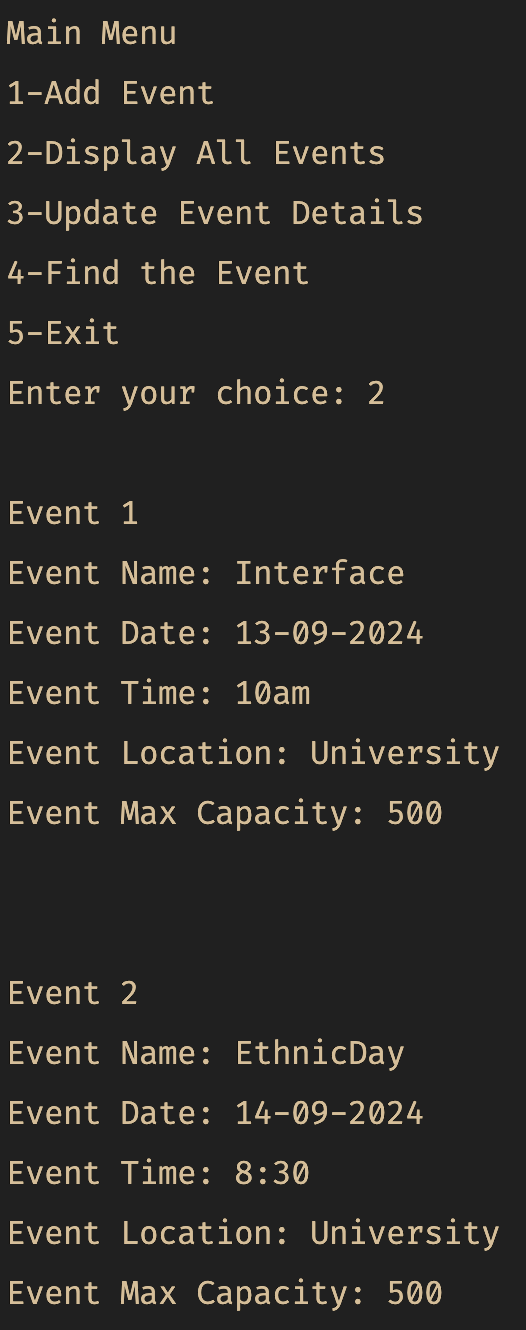 Main Menu
1-Add Event
2-Display All Events
3-Update Event Details
4-Find the Event
5-Exit
Enter your choice: 2
Event 1
Event Name: Interface
Event Date: 13-09-2024
Event Time: 10am
Event Location: University
Event Max Capacity: 500
Event 2
Event Name: EthnicDay
Event Date: 14-09-2024
Event Time: 8:30
Event Location: University
Event Max Capacity: 500